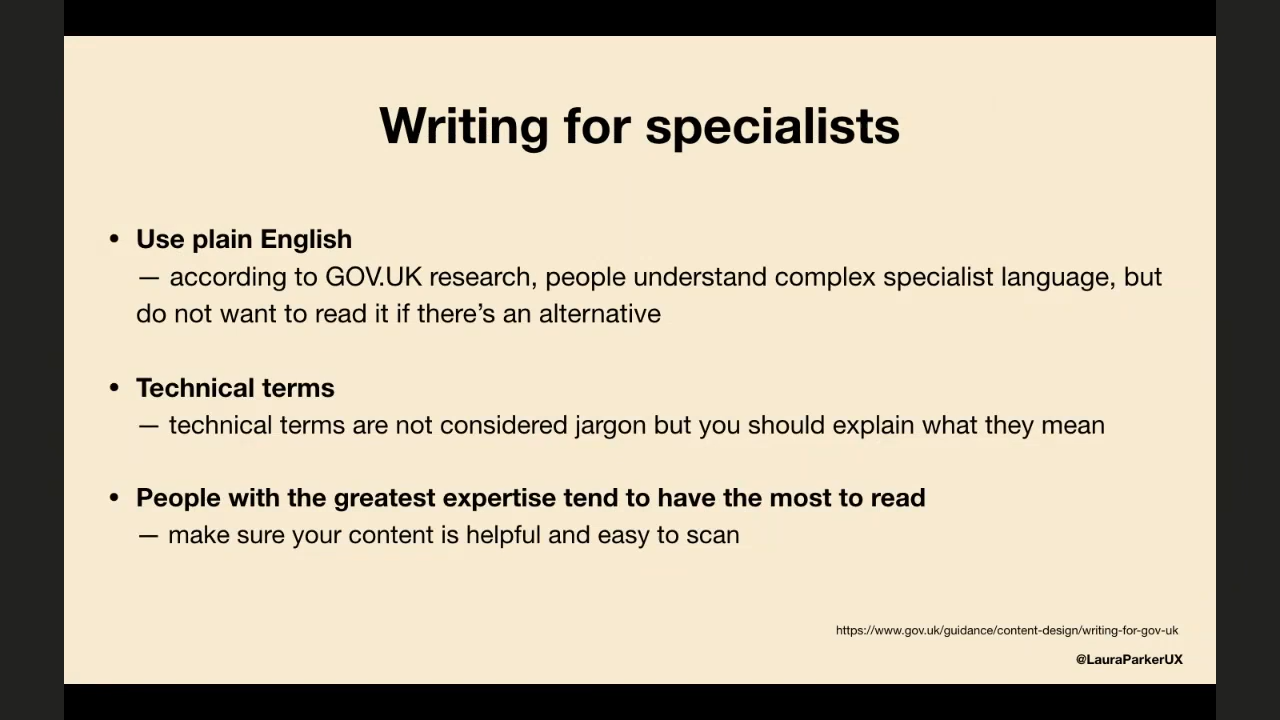 Writing for specialists
• Use plain English
— according to GOV.UK research, people understand complex specialist language, but
do not want to read it if there’s an alternative
• Technical terms
— technical terms are not considered jargon but you should explain what they mean
• People with the greatest expertise tend to have the most to read
— make sure your content is helpful and easy to scan
https://www.gov.uk/guidance/content-design/writing-for-gov-uk
@LauraParkerUX